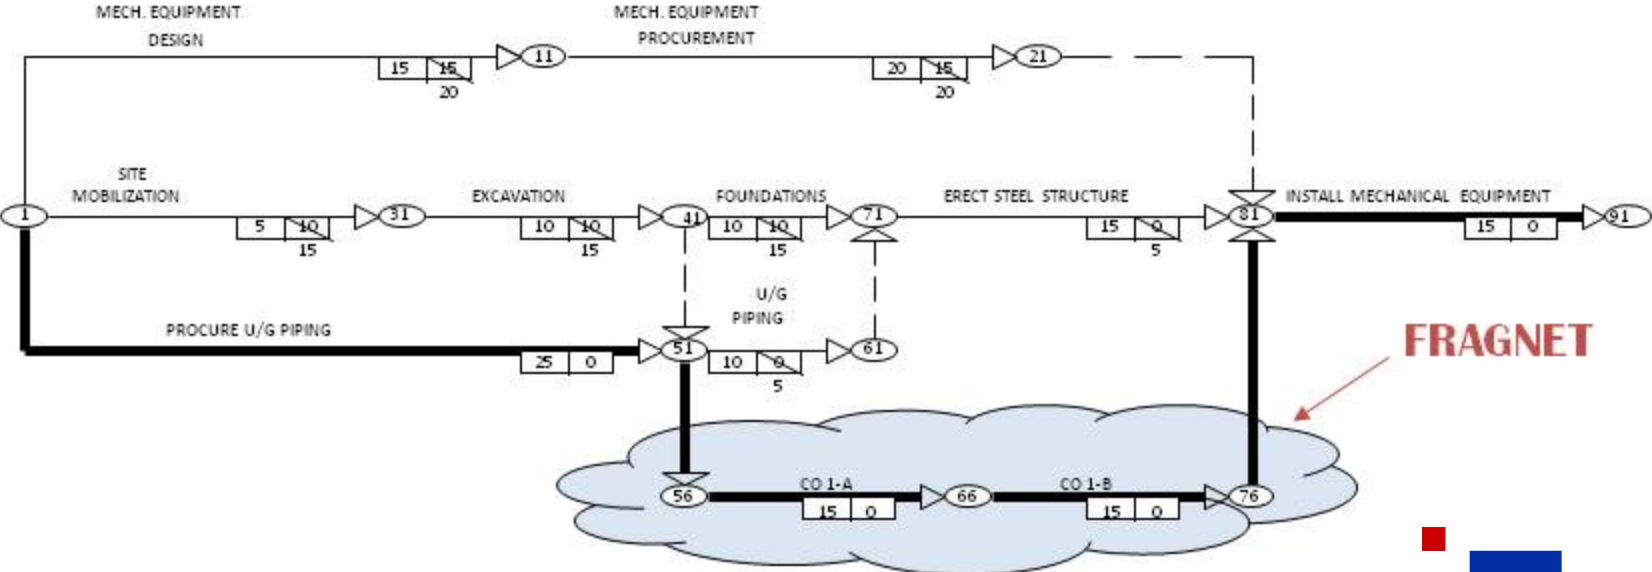 MECH. EQUIPMENT
DESIGN
MECH. EQUIPMENT
PROCUREMENT
15 15
20
11
20 15
20
21
SITE
MOBILIZATION
EXCAVATION
FOUNDATIONS
ERECT STEEL STRUCTURE
INSTALL MECHANICAL EQUIPMENT
1
5 10
15
31
10 10
15
41
10 10
15
71
15 0
5
81
15 0
91
U/G
PIPING
PROCURE U/G PIPING
25 0
51
10 0
5
61
FRAGNET
CO 1-A
CO 1-B
56
15 0
66
15 0
76